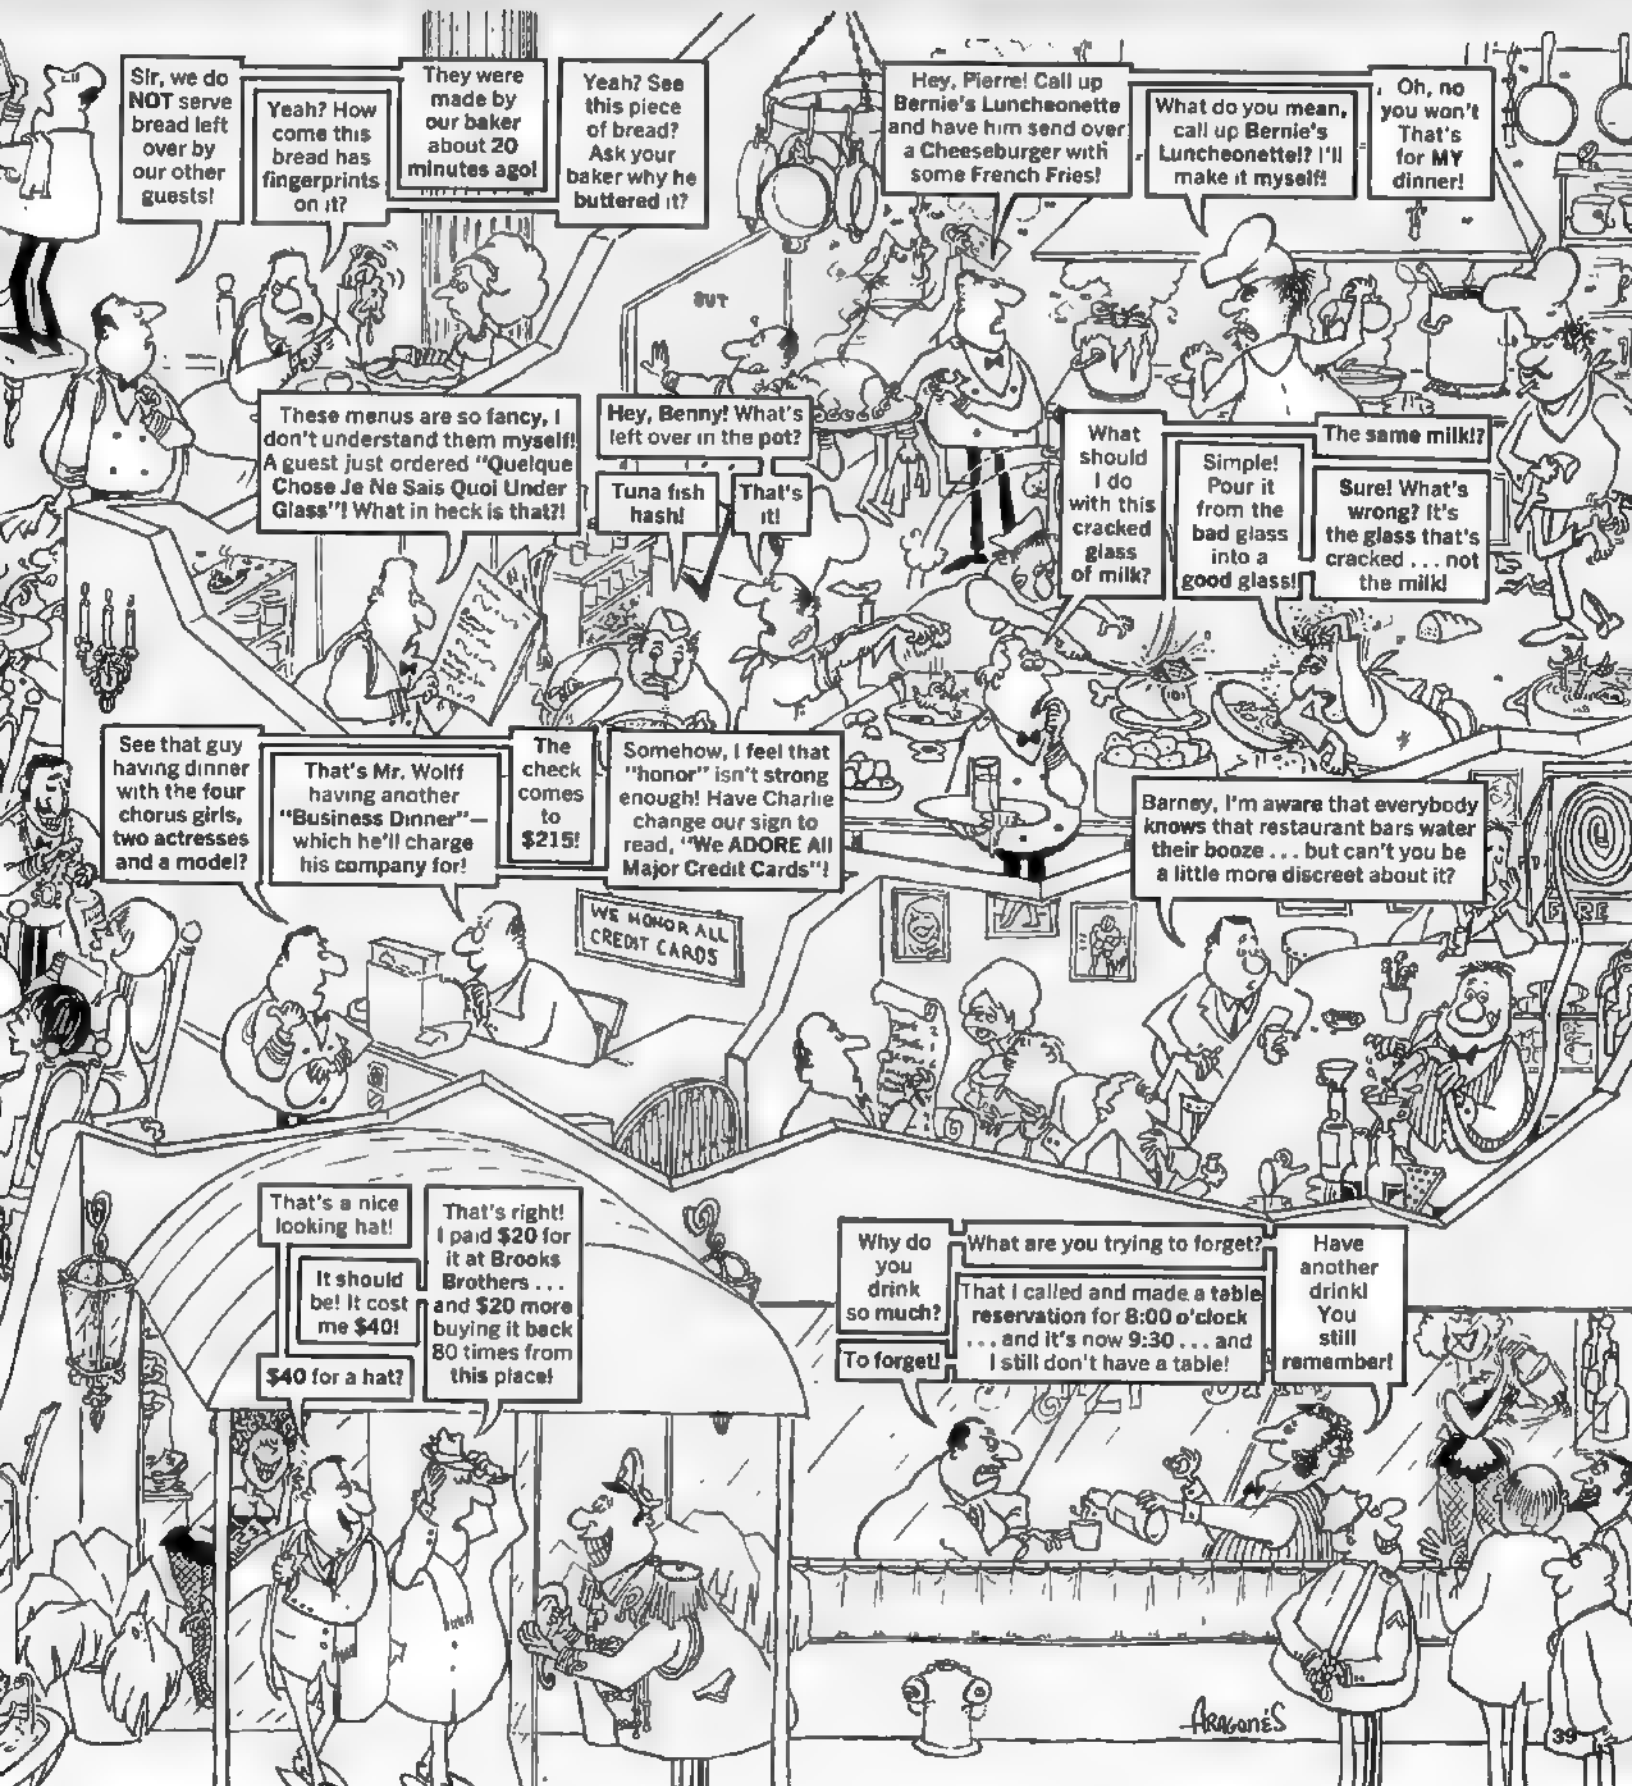 Sir, we do
NOT serve
bread left
over by
our other
guests!
Yeah? How
come this
bread has
fingerprints
on it?
They were
made by
our baker
about 20
minutes ago!
Yeah? See
this piece
of bread?
Ask your
baker why he
buttered it?
Hey, Pierre! Call up
Bernie's Luncheonette
and have him send over
a Cheeseburger with
some French Fries!
What do you mean,
call up Bernie's
Luncheonette!? I'll
make it myself!
Oh, no
you won't
That's
for MY
dinner!
OUT
These menus are so fancy, I
don't understand them myself!
A guest just ordered "Quelque
Chose Je Ne Sais Quoi Under
Glass"! What in heck is that?!
Hey, Benny! What's
left over in the pot?
Tuna fish
hash!
That's
it!
What
should
I do
with this
cracked
glass
of milk?
Simple!
Pour it
from the
bad glass
into a
good glass!
The same milk!?
Sure! What's
wrong? It's
the glass that's
cracked ... not
the milk!
See that guy
having dinner
with the four
chorus girls,
two actresses
and a model?
That's Mr. Wolff
having another
"Business Dinner"—
which he'll charge
his company for!
The
check
comes
to
$215!
Somehow, I feel that
"honor" isn't strong
enough! Have Charlie
change our sign to
read, "We ADORE All
Major Credit Cards"!
WE HONOR ALL
CREDIT CARDS
Barney, I'm aware that everybody
knows that restaurant bars water
their booze ... but can't you be
a little more discreet about it?
FIRE
That's a nice
looking hat!
It should
be! It cost
me $40!
$40 for a hat?
That's right!
I paid $20 for
it at Brooks
Brothers ...
and $20 more
buying it back
80 times from
this place!
Why do
you
drink
so much?
To forget!
What are you trying to forget?
That I called and made a table
reservation for 8:00 o'clock
... and it's now 9:30 ... and
I still don't have a table!
Have
another
drink!
You
still
remember!
ARAGONÉS
39